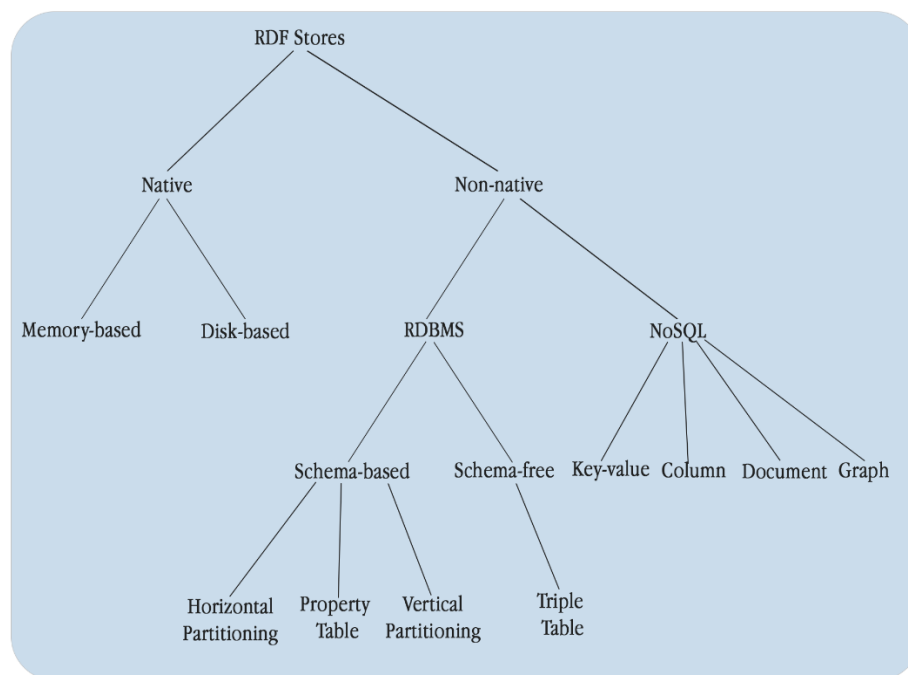 RDF Stores
Native
Non-native
Memory-based
Disk-based
RDBMS
NoSQL
Schema-based
Schema-free
Key-value
Column
Document
Graph
Horizontal
Partitioning
Property
Table
Vertical
Partitioning
Triple
Table